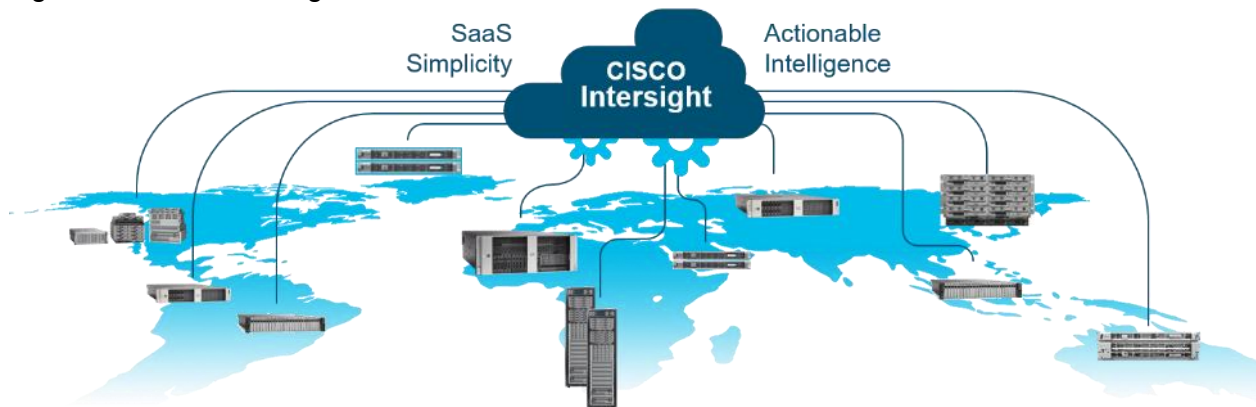 SaaS
Simplicity
CISCO
Intersight
Actionable
Intelligence